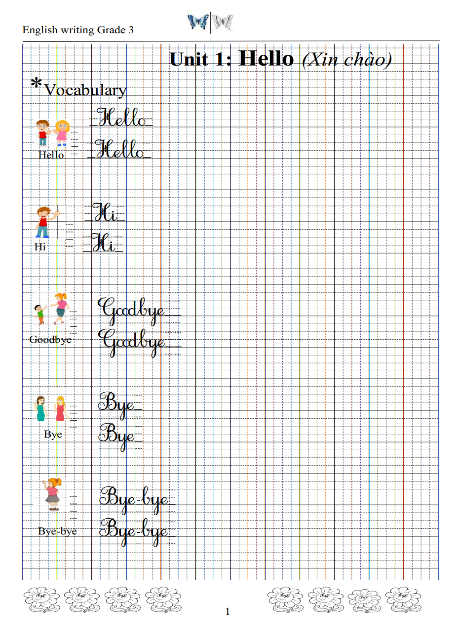 English writing Grade 3
Unit 1: Hello (Xin chào)
*Vocabulary
Hello
Hello
Hello
Hi
Hi
Hi
Goodbye
Goodbye
Goodbye
Bye
Bye
Bye
Bye-bye
Bye-bye
Bye-bye
1